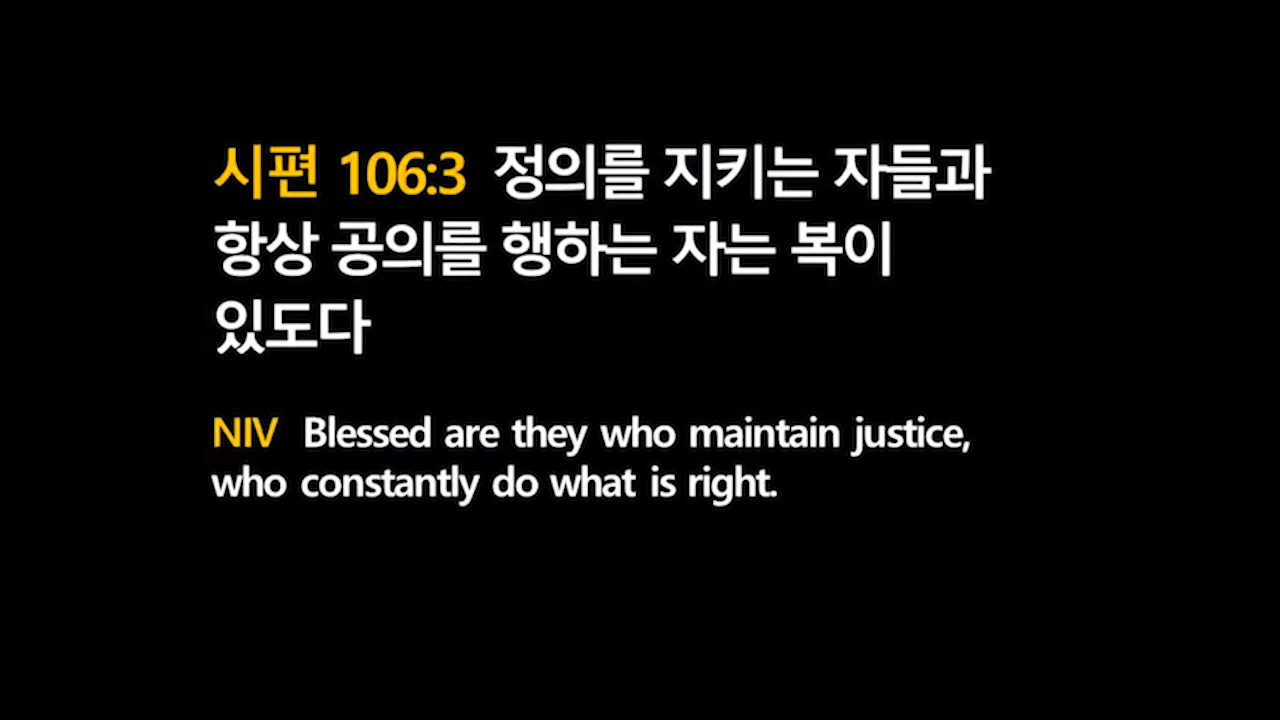 시편 106:3 정의를 지키는 자들과
항상 공의를 행하는 자는 복이
있도다
NIV Blessed are they who maintain justice,
who constantly do what is right.